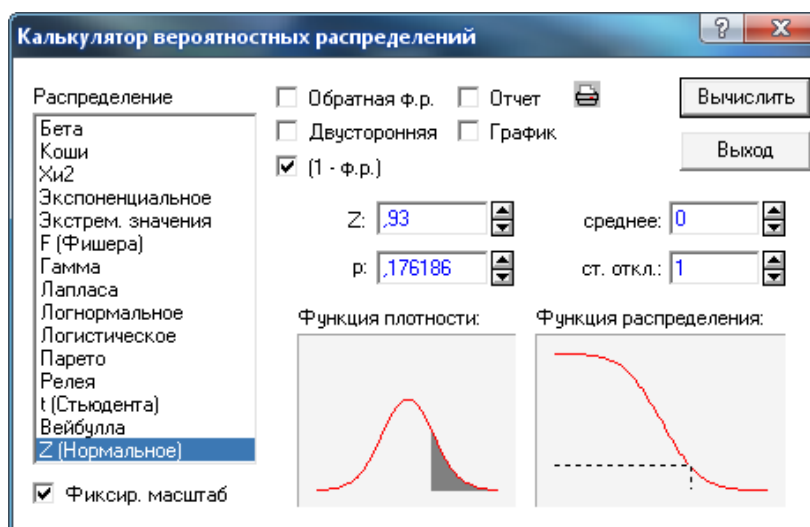 Калькулятор вероятностных распределений
Распределение
Бета
Коши
Хи2
Экспоненциальное
Экстрем. значения
F (Фишера)
Гамма
Лапласа
Логнормальное
Логистическое
Парето
Релея
t (Стьюдента)
Вейбулла
Z (Нормальное)
Фиксир. масштаб
Обратная ф.р.
Отчет
Двусторонняя
График
(1 - ф.р.)
Вычислить
Выход
Z: ,93
среднее: 0
p: ,176186
ст. откл.: 1
Функция плотности:
Функция распределения: